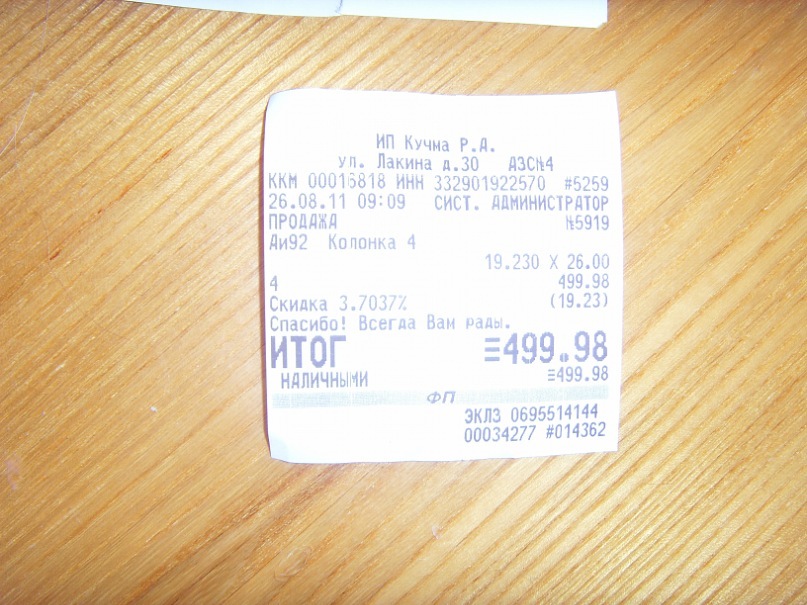 ИП Кучма Р.А.
ул. Лакина д.30 АЗС№4
ККМ 00016818 ИНН 332901922570 #5259
26.08.11 09:09 СИСТ. АДМИНИСТРАТОР
ПРОДАЖА №5919
Аи92 Колонка 4
19.230 X 26.00
4 499.98
Скидка 3.7037% (19.23)
Спасибо! Всегда Вам рады.
ИТОГ ≡499.98
НАЛИЧНЫМИ ≡499.98
ФП
ЭКЛЗ 0695514144
00034277 #014362